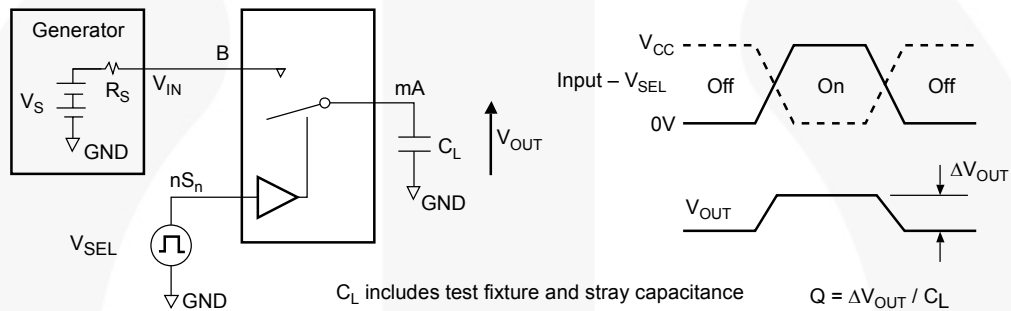 Generator
B
V_S
R_S
V_IN
GND
mA
C_L
V_OUT
GND
nS_n
V_SEL
GND
C_L includes test fixture and stray capacitance
V_CC
Input – V_SEL
Off
On
Off
0V
V_OUT
ΔV_OUT
Q = ΔV_OUT / C_L